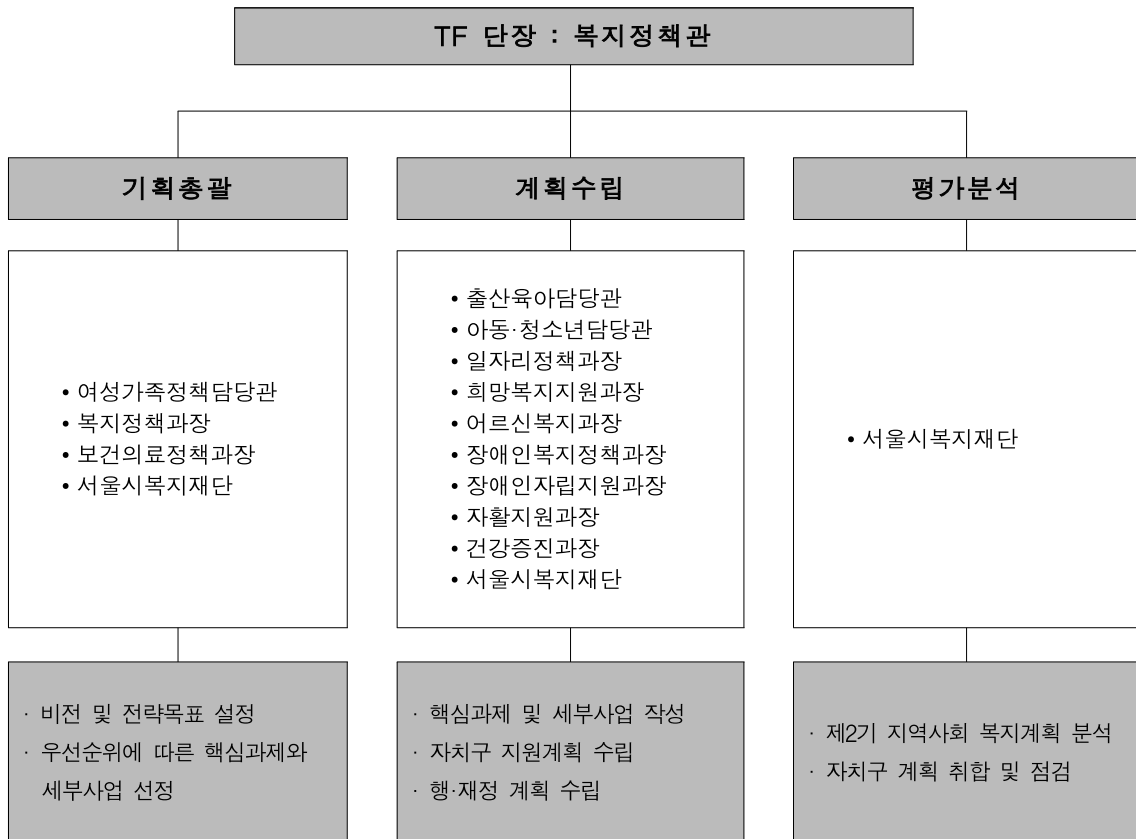 TF 단장 : 복지정책관
기획총괄
• 여성가족정책담당관
• 복지정책과장
• 보건의료정책과장
• 서울시복지재단
· 비전 및 전략목표 설정
· 우선순위에 따른 핵심과제와
세부사업 선정
계획수립
• 출산육아담당관
• 아동·청소년담당관
• 일자리정책과장
• 희망복지지원과장
• 어르신복지과장
• 장애인복지정책과장
• 장애인자립지원과장
• 자활지원과장
• 건강증진과장
• 서울시복지재단
· 핵심과제 및 세부사업 작성
· 자치구 지원계획 수립
· 행·재정 계획 수립
평가분석
• 서울시복지재단
· 제2기 지역사회 복지계획 분석
· 자치구 계획 취합 및 점검